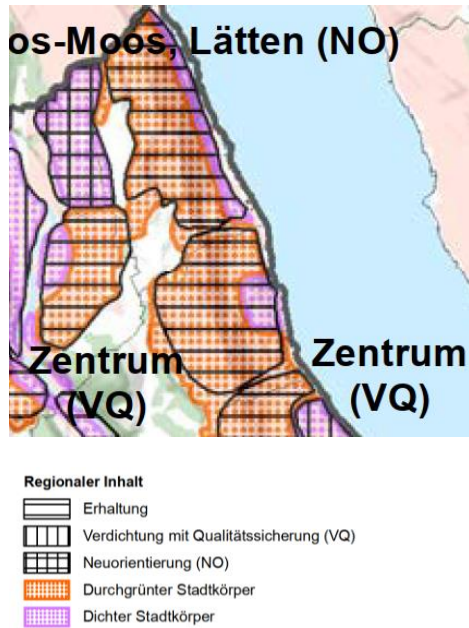 os-Moos, Lätten (NO)
Zentrum
(VQ)
Zentrum
(VQ)
Regionaler Inhalt
Erhaltung
Verdichtung mit Qualitätssicherung (VQ)
Neuorientierung (NO)
Durchgrünter Stadtkörper
Dichter Stadtkörper